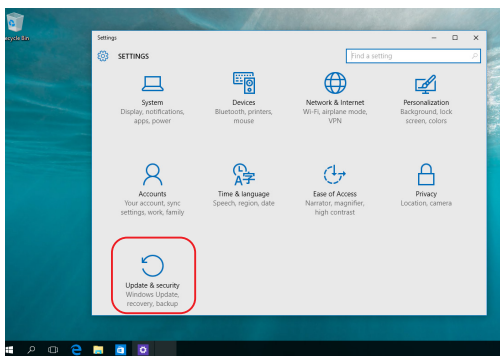 Recycle Bin
Settings
SETTINGS
Find a setting
System
Display, notifications,
apps, power
Devices
Bluetooth, printers,
mouse
Network & Internet
Wi-Fi, airplane mode,
VPN
Personalization
Background, lock
screen, colors
Accounts
Your account, sync
settings, work, family
Time & language
Speech, region, date
Ease of Access
Narrator, magnifier,
high contrast
Privacy
Location, camera
Update & security
Windows Update,
recovery, backup